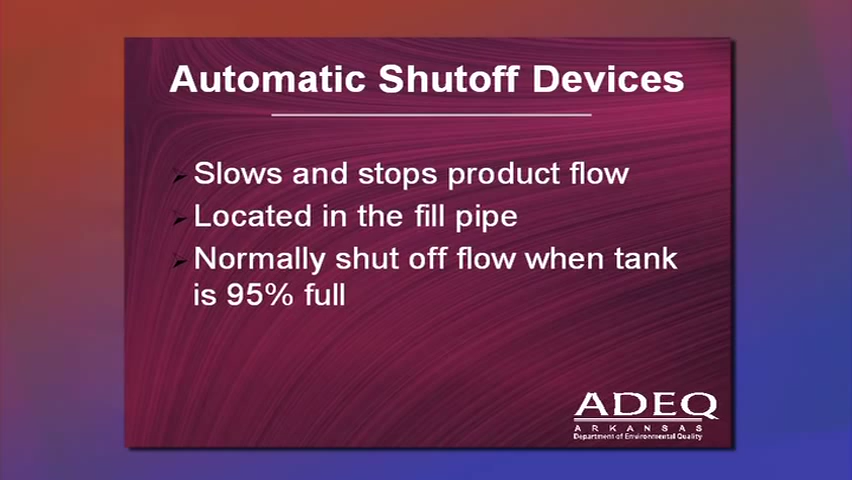 Automatic Shutoff Devices
Slows and stops product flow
Located in the fill pipe
Normally shut off flow when tank
is 95% full
ADEQ
ARKANSAS
Department of Environmental Quality